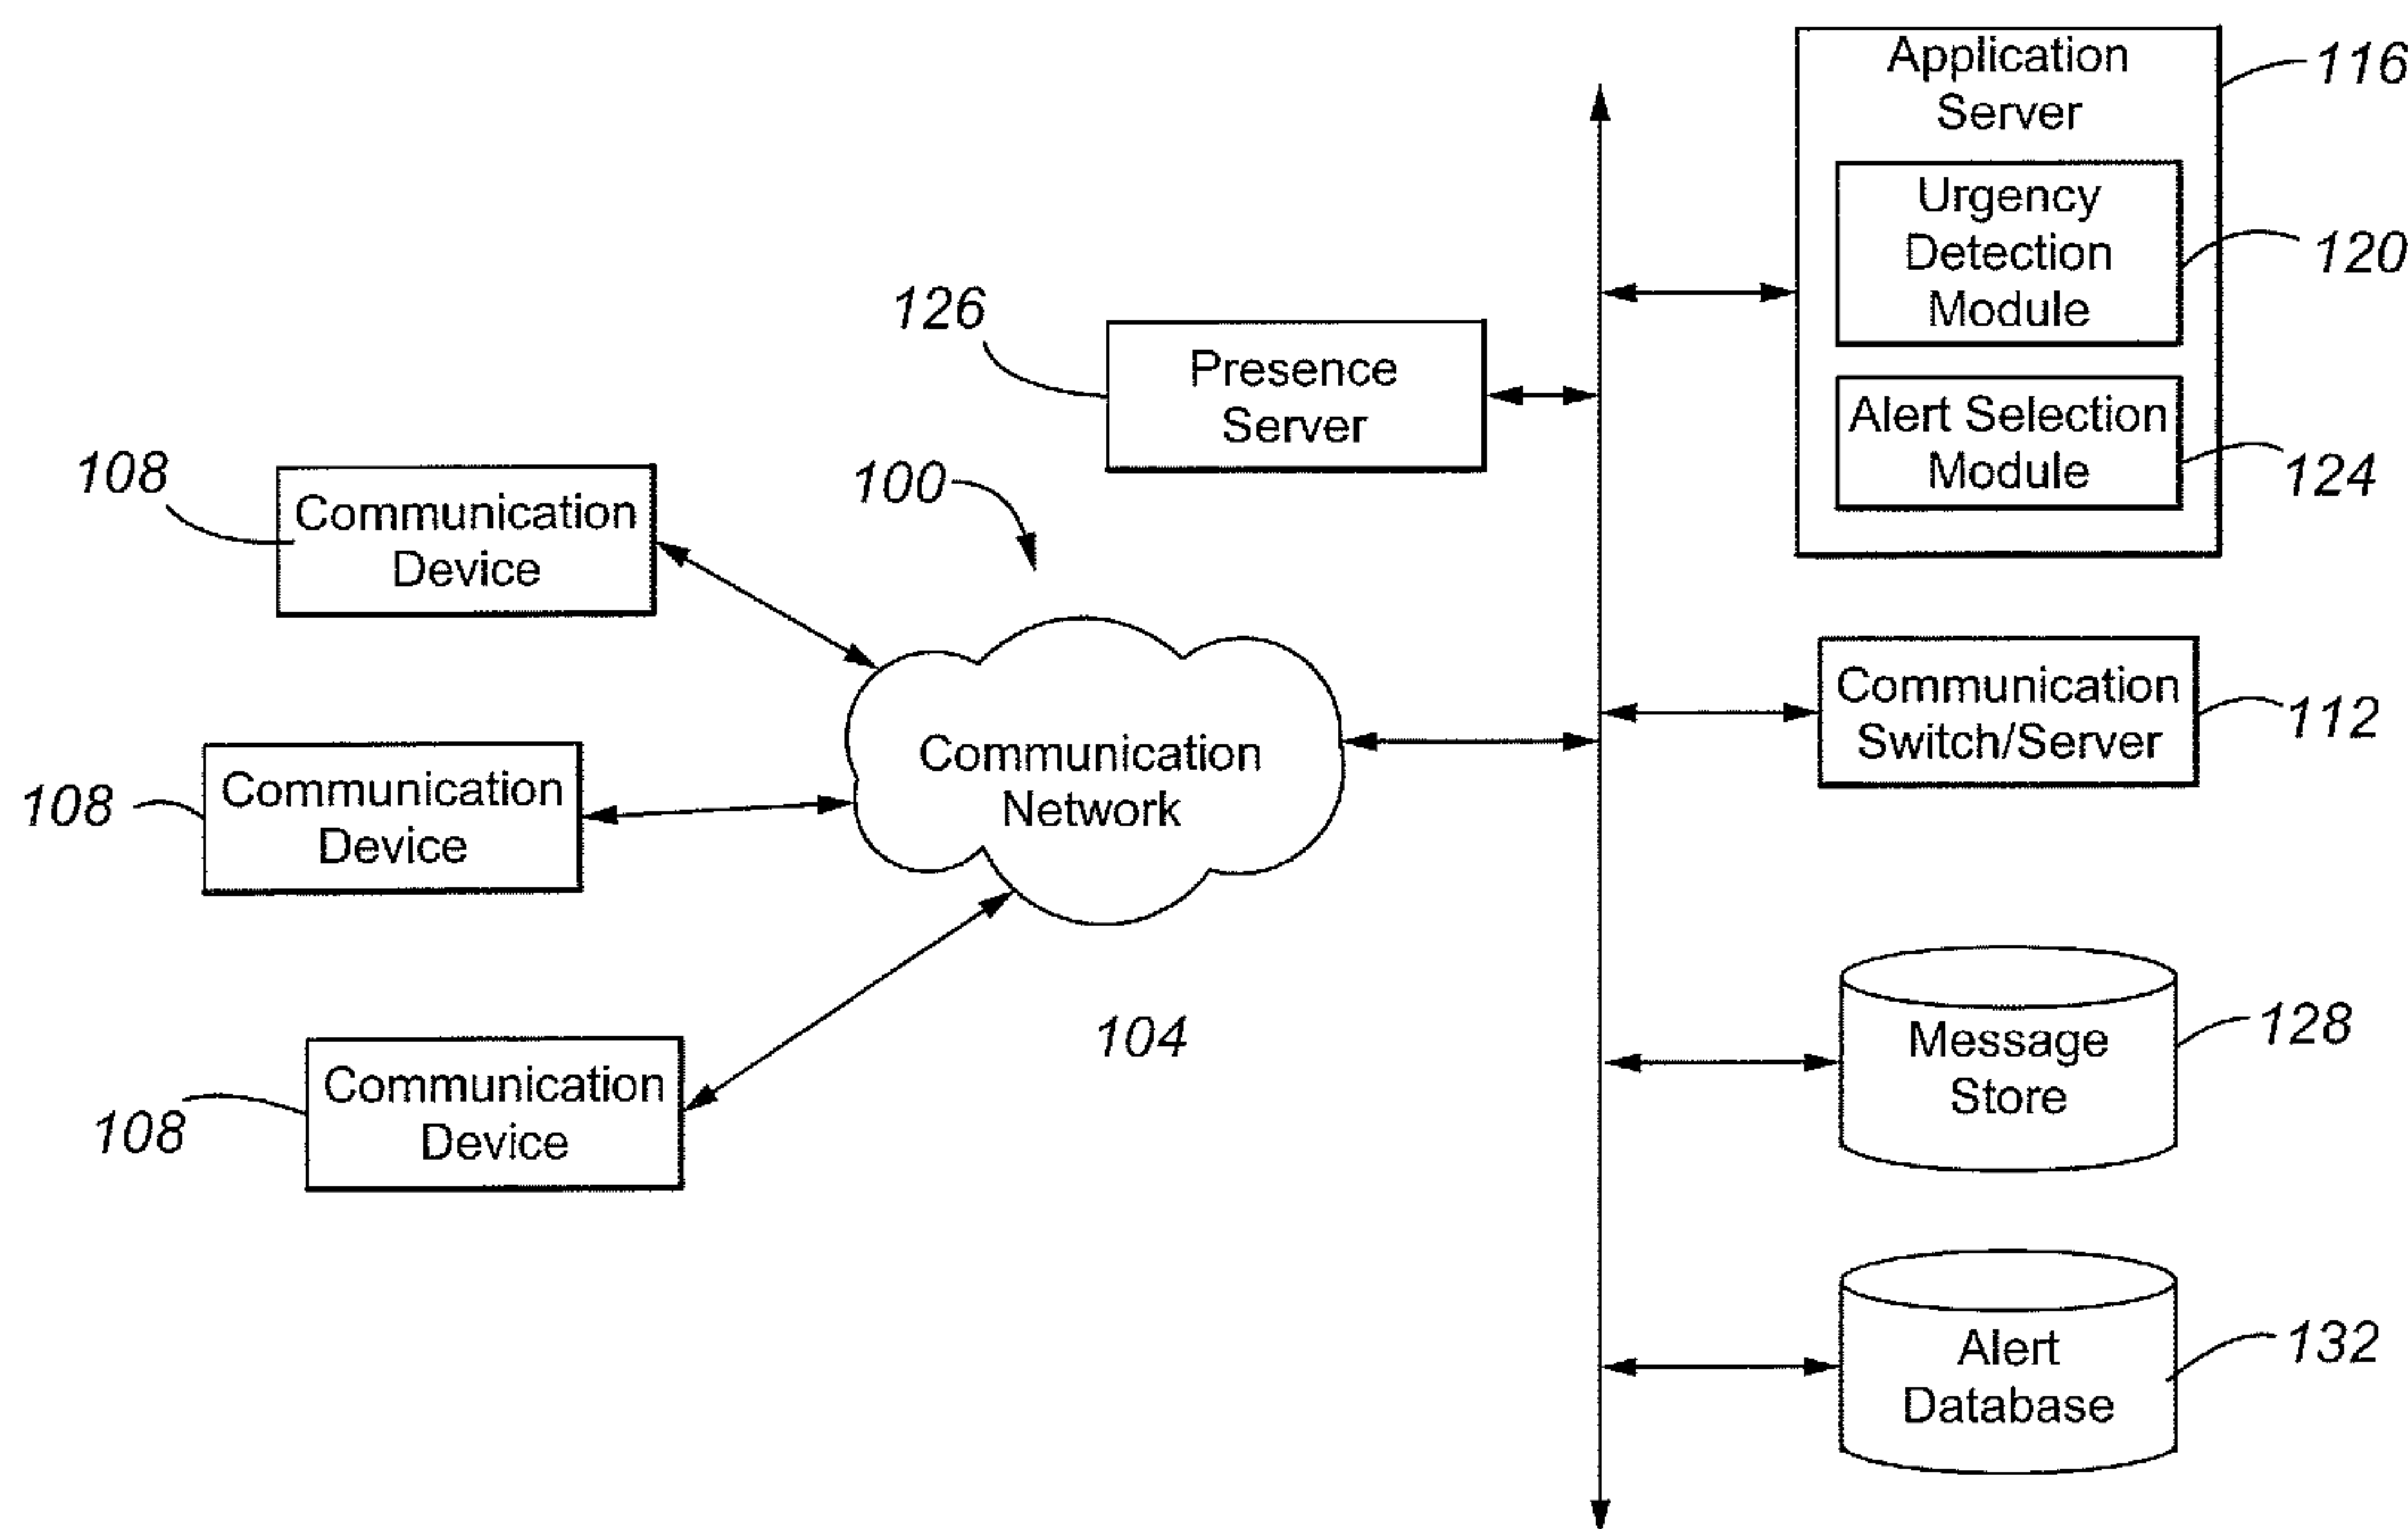 Application
Server
116
Urgency
Detection
Module
120
Alert Selection
Module
124
126
Presence
Server
100
108
Communication
Device
Communication
Network
108
Communication
Device
108
Communication
Device
104
Communication
Switch/Server
112
Message
Store
128
Alert
Database
132